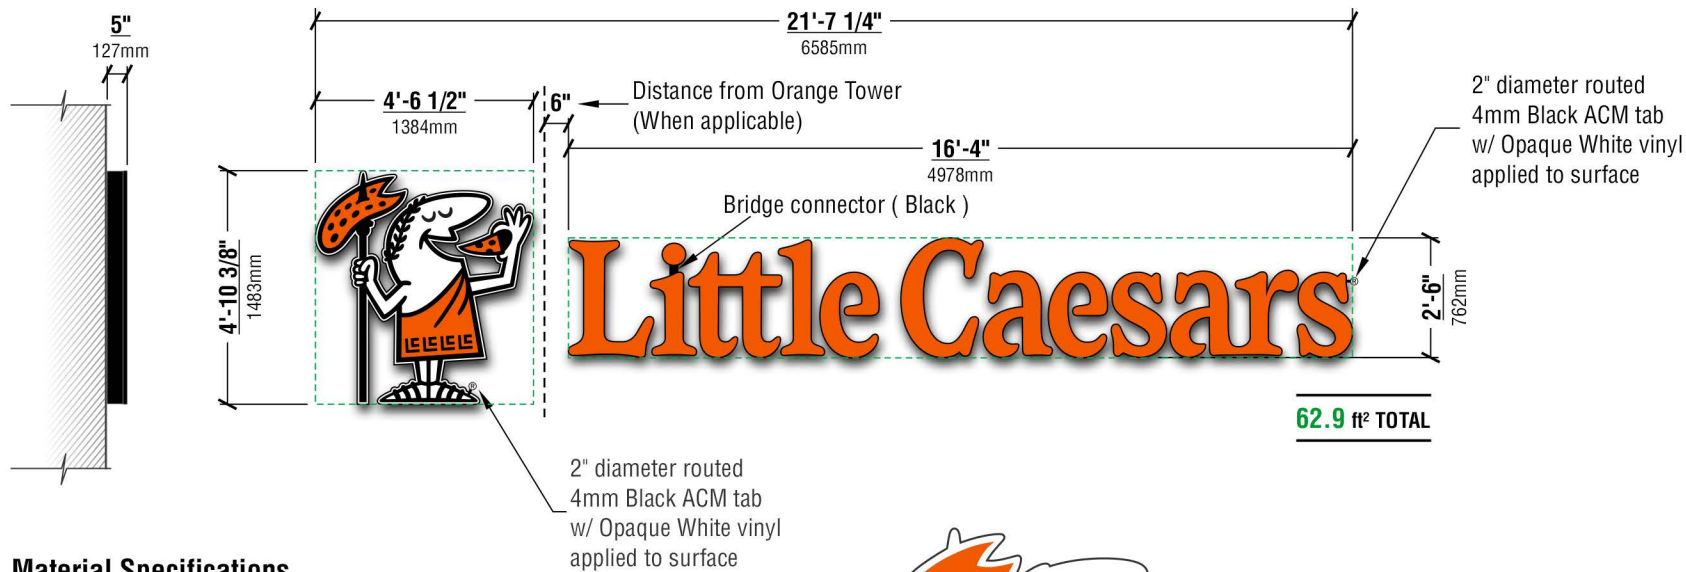 5"
127mm
21'-7 1/4"
6585mm
4'-6 1/2"
1384mm
6"
Distance from Orange Tower
(When applicable)
16'-4"
4978mm
2" diameter routed
4mm Black ACM tab
w/ Opaque White vinyl
applied to surface
Bridge connector ( Black )
4'-10 3/8"
1483mm
Little Caesars®
LCLCLCLC
®
2'-6"
762mm
62.9 ft² TOTAL
2" diameter routed
4mm Black ACM tab
w/ Opaque White vinyl
applied to surface
Material Specifications